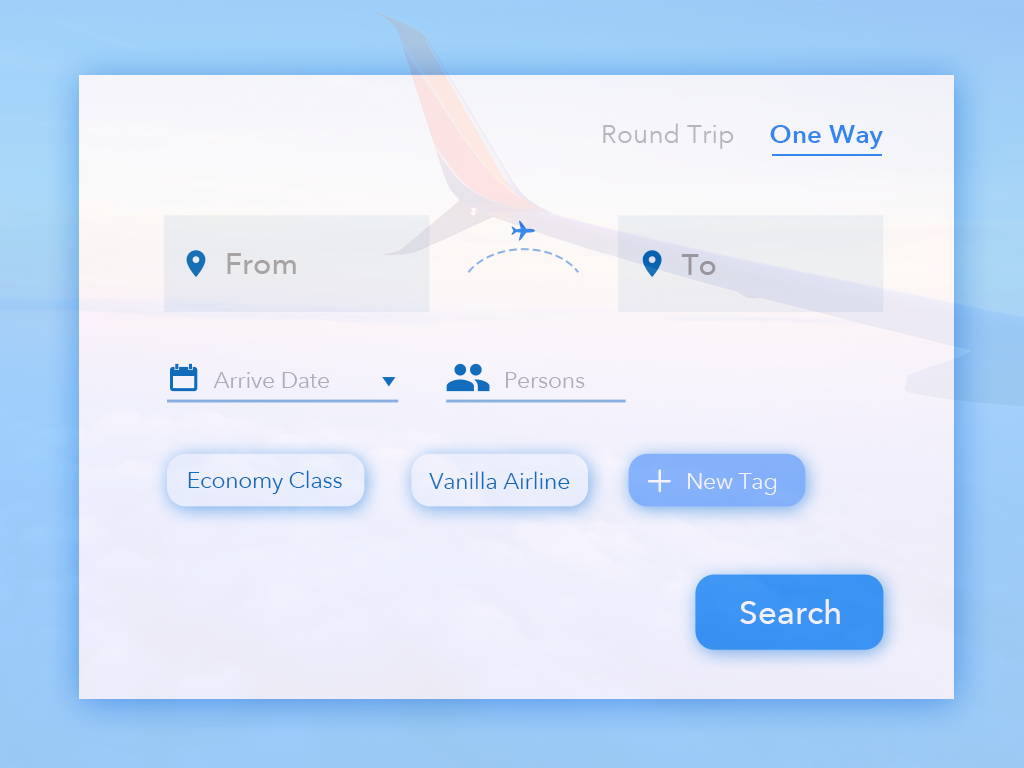 Round Trip
One Way
From
To
Arrive Date
Persons
Economy Class
Vanilla Airline
New Tag
Search